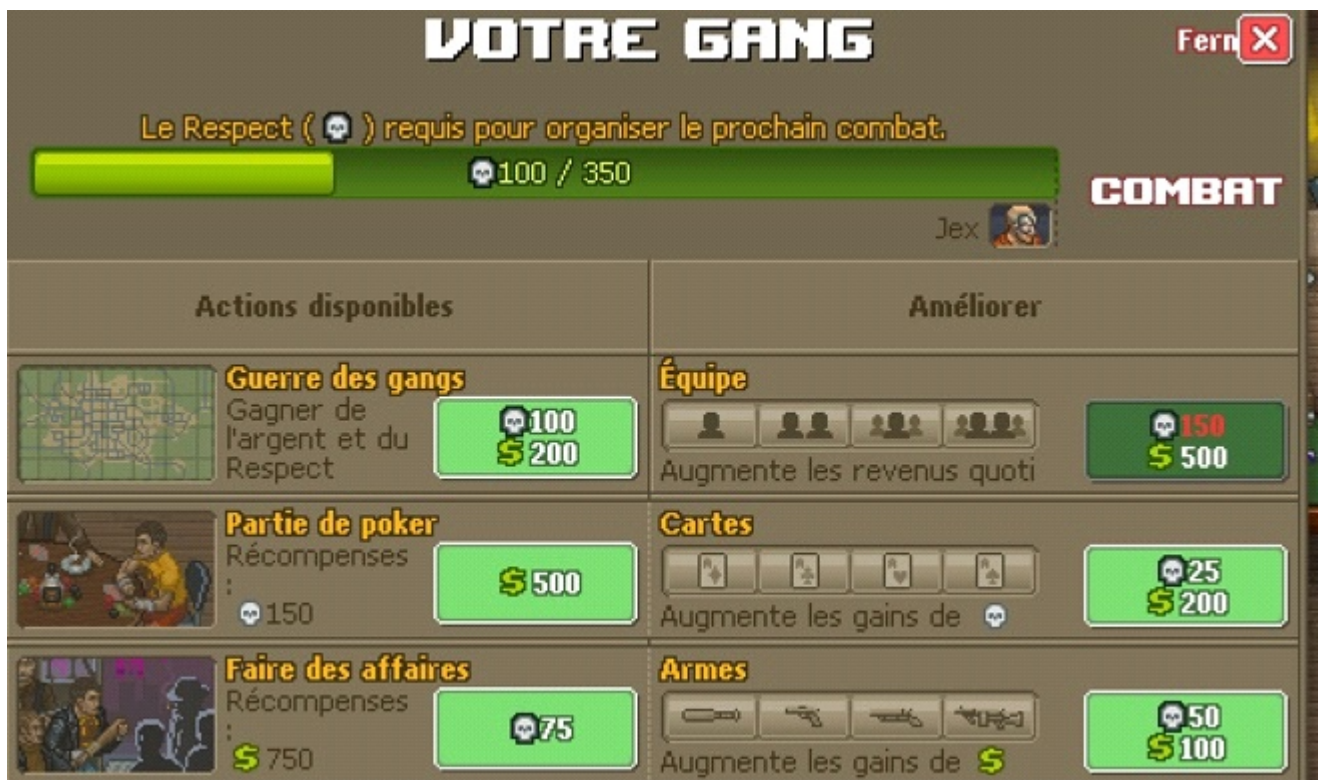 VOTRE GANG
Ferm
Le Respect ( ) requis pour organiser le prochain combat.
100 / 350
COMBAT
Jex
Actions disponibles
Améliorer
Guerre des gangs
Gagner de
l'argent et du
Respect
100
$ 200
Équipe
Augmente les revenus quoti
150
$ 500
Partie de poker
Récompenses
:
150
$ 500
Cartes
Augmente les gains de
25
$ 200
Faire des affaires
Récompenses
:
$ 750
75
Armes
Augmente les gains de $
50
$ 100